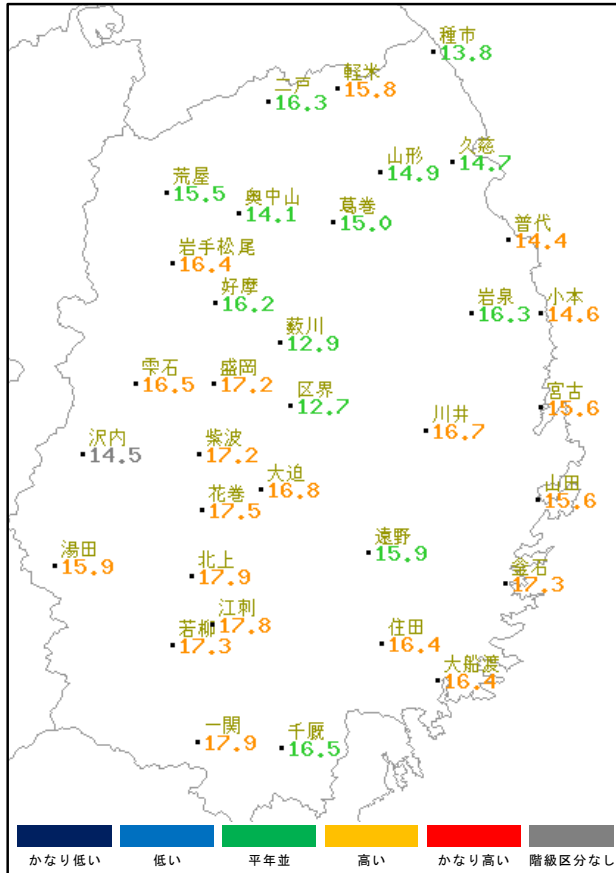 種市
13.8
軽米
15.8
二戸
16.3
久慈
14.7
山形
14.9
荒屋
15.5
奥中山
14.1
葛巻
15.0
普代
14.4
岩手松尾
16.4
好摩
16.2
岩泉
16.3
小本
14.6
薮川
12.9
雫石
16.5
盛岡
17.2
区界
12.7
宮古
15.6
川井
16.7
沢内
14.5
紫波
17.2
大迫
16.8
山田
15.6
花巻
17.5
湯田
15.9
北上
17.9
遠野
15.9
釜石
17.3
江刺
17.8
若柳
17.3
住田
16.4
大船渡
16.4
一関
17.9
千厩
16.5
かなり低い 低い 平年並 高い かなり高い 階級区分なし